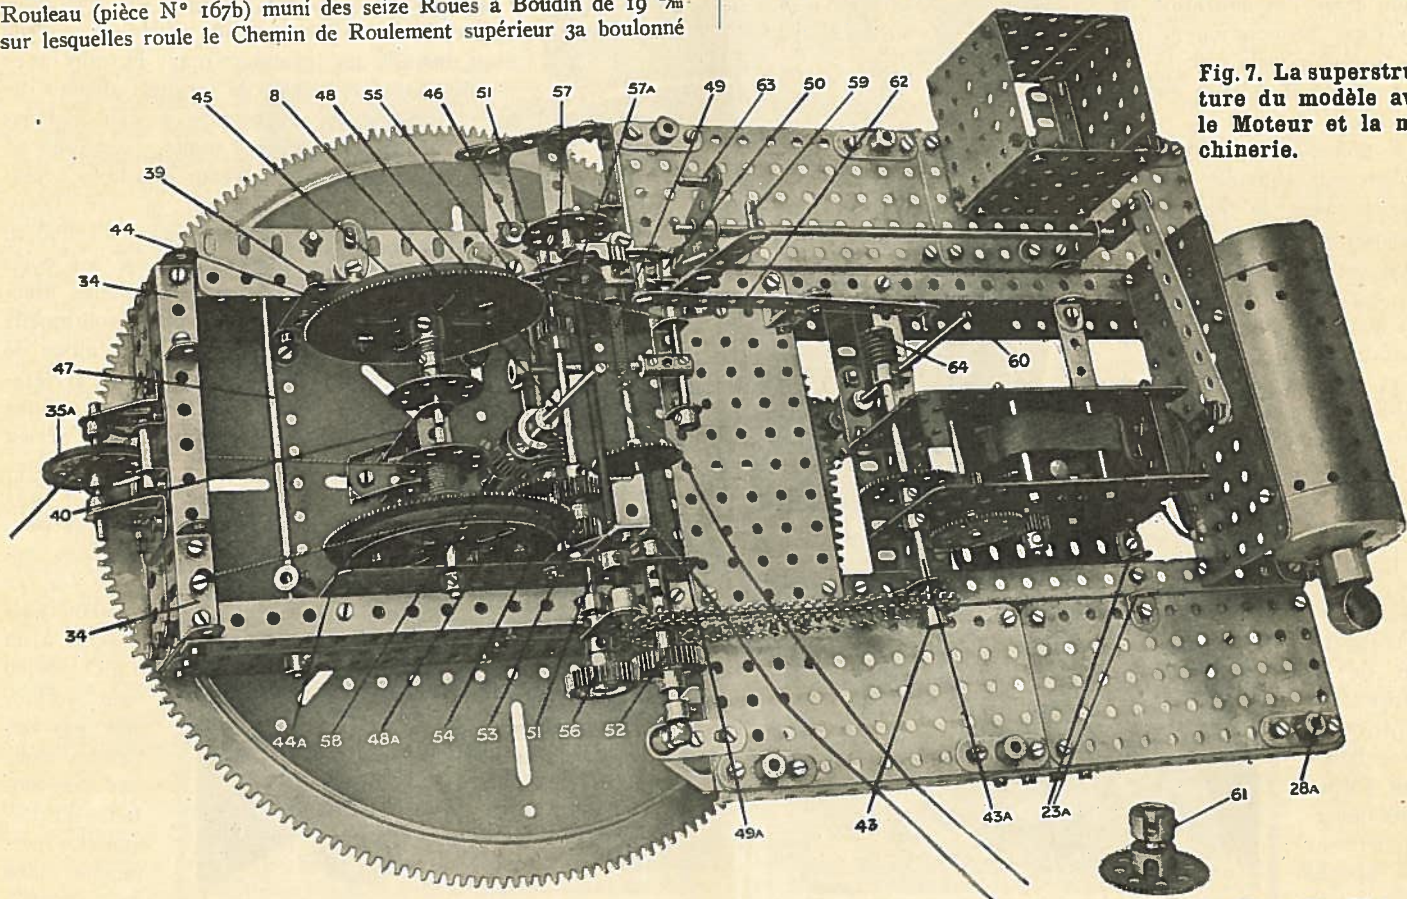 Rouleau (pièce N° 167b) muni des seize Roues à Boudin de 19 m/m
sur lesquelles roule le Chemin de Roulement supérieur 3a boulonné
Fig. 7. La superstru
ture du modèle av
le Moteur et la m
chinerie.
45 8 48 55 46 51 57 57A 49 63 50 59 62
39
44
34
47
35A
40
34
64 60
44A 58 48A 54 53 51 56 52
49A 43 43A 23A 61 28A